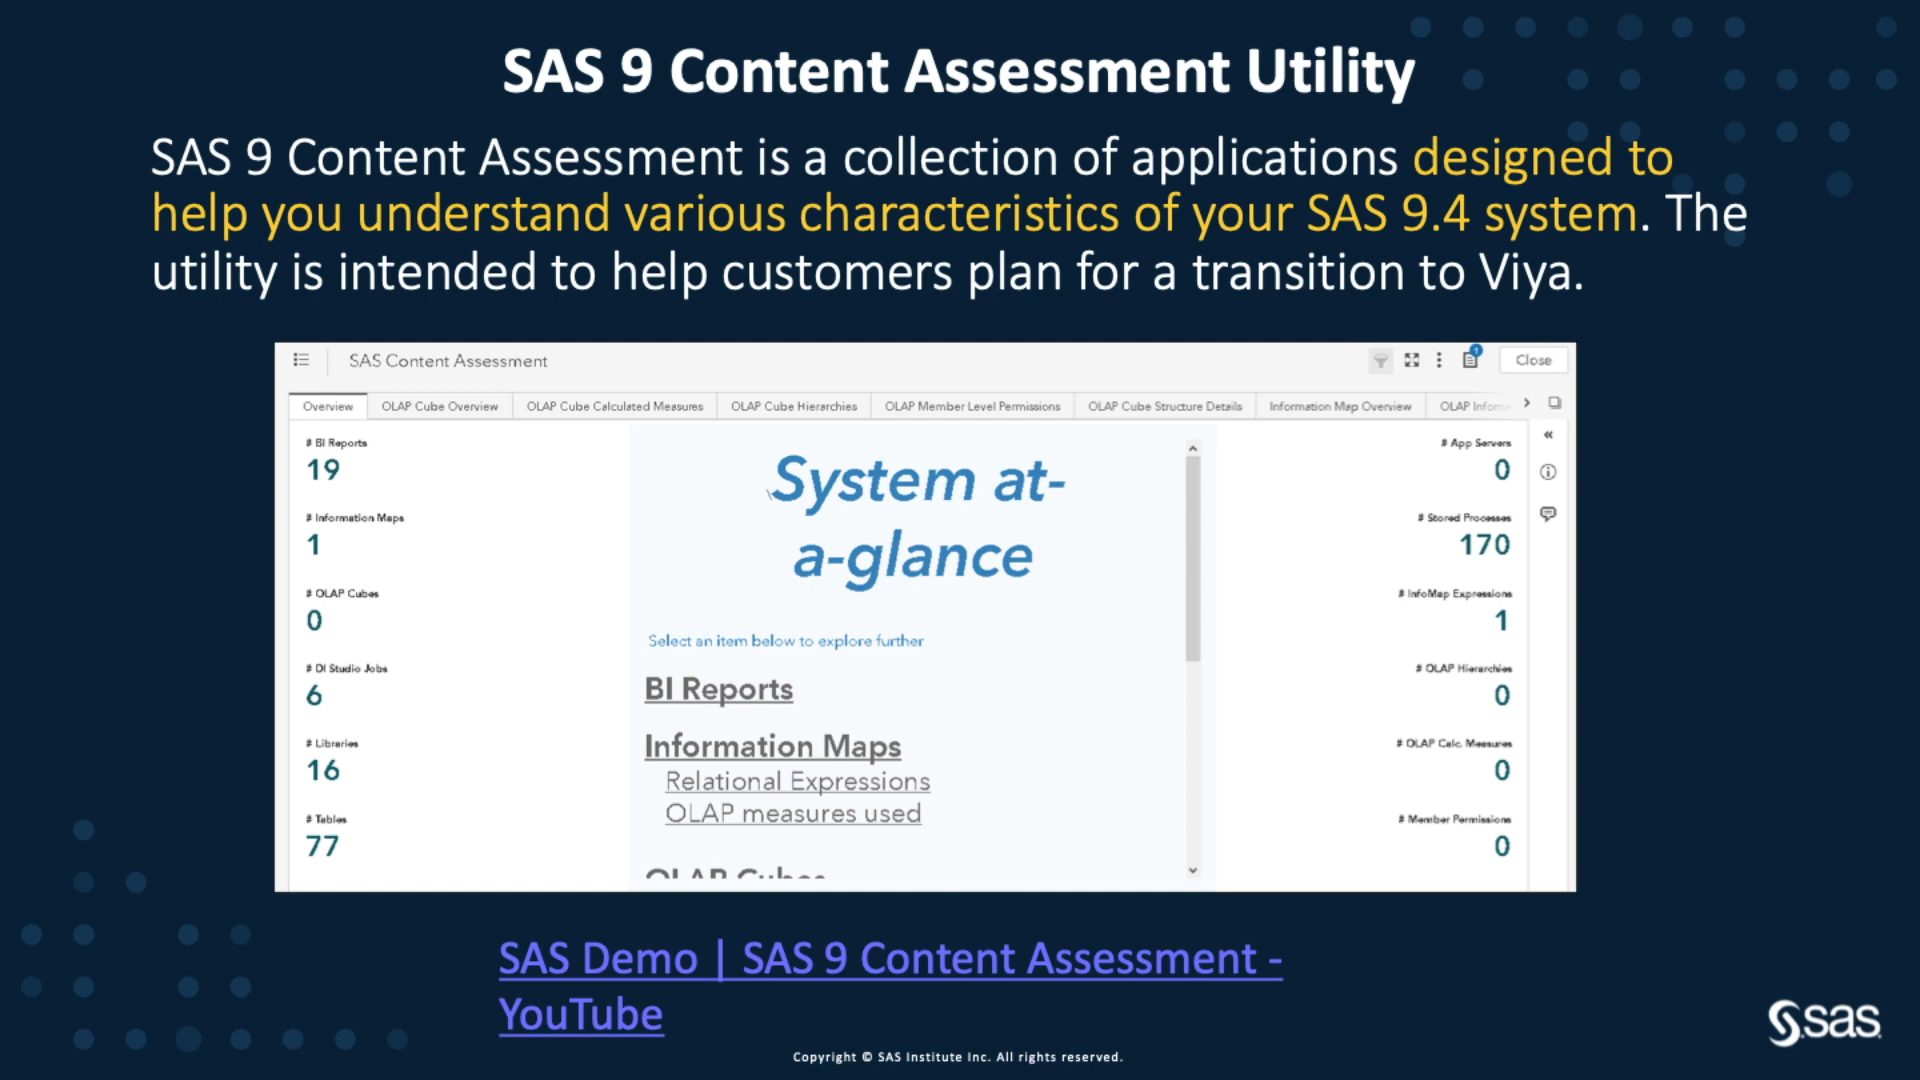 SAS 9 Content Assessment Utility
SAS 9 Content Assessment is a collection of applications designed to
help you understand various characteristics of your SAS 9.4 system. The
utility is intended to help customers plan for a transition to Viya.
SAS Content Assessment
1
Close
Overview
OLAP Cube Overview
OLAP Cube Calculated Measures
OLAP Cube Hierarchies
OLAP Member Level Permissions
OLAP Cube Structure Details
Information Map Overview
OLAP Inform
# BI Reports
19
# Information Maps
1
# OLAP Cubes
0
# DI Studio Jobs
6
# Libraries
16
# Tables
77
System at-
a-glance
Select an item below to explore further
BI Reports
Information Maps
Relational Expressions
OLAP measures used
OLAP Cubes
# App Servers
0
# Stored Processes
170
# InfoMap Expressions
1
# OLAP Hierarchies
0
# OLAP Calc. Measures
0
# Member Permissions
0
SAS Demo | SAS 9 Content Assessment -
YouTube
sas
Copyright © SAS Institute Inc. All rights reserved.